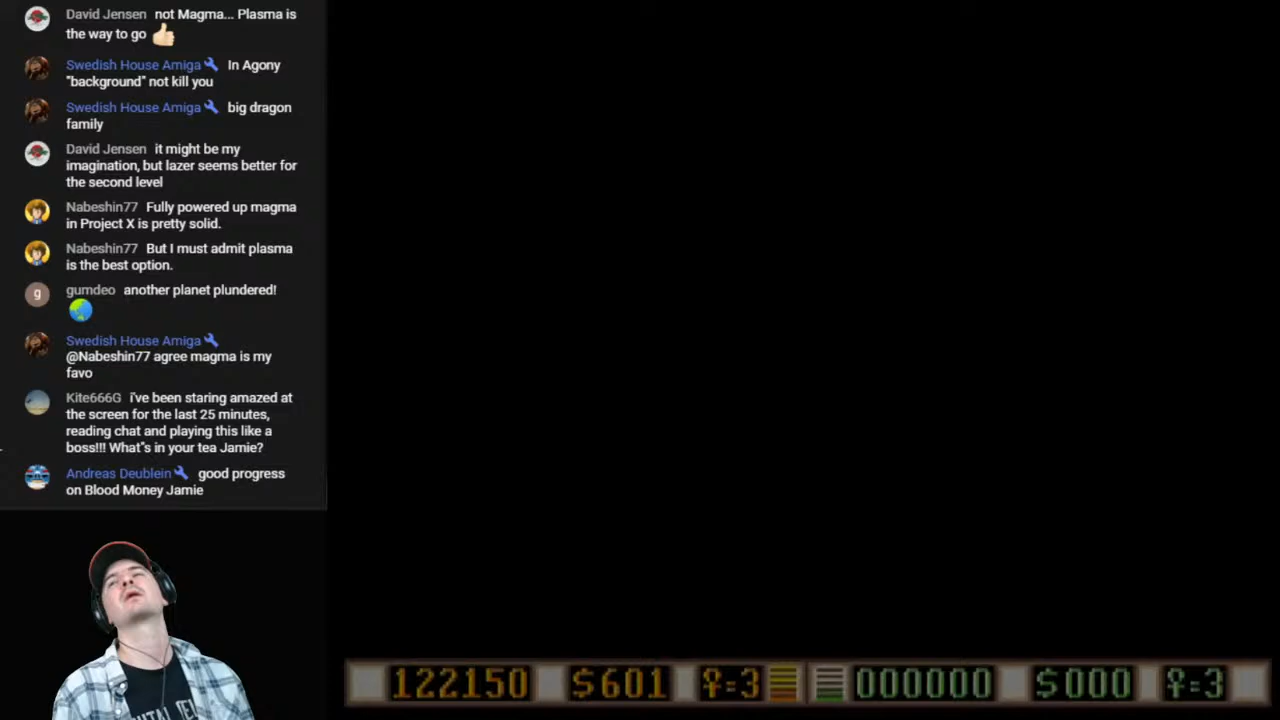 David Jensen not Magma... Plasma is
the way to go
Swedish House Amiga In Agony
"background" not kill you
Swedish House Amiga big dragon
family
David Jensen it might be my
imagination, but lazer seems better for
the second level
Nabeshin77 Fully powered up magma
in Project X is pretty solid.
Nabeshin77 But I must admit plasma
is the best option.
g
gumdeo another planet plundered!
Swedish House Amiga
@Nabeshin77 agree magma is my
favo
Kite666G i've been staring amazed at
the screen for the last 25 minutes,
reading chat and playing this like a
boss!!! What"s in your tea Jamie?
Andreas Deublein good progress
on Blood Money Jamie
122150 $601 =3 000000 $000 =3